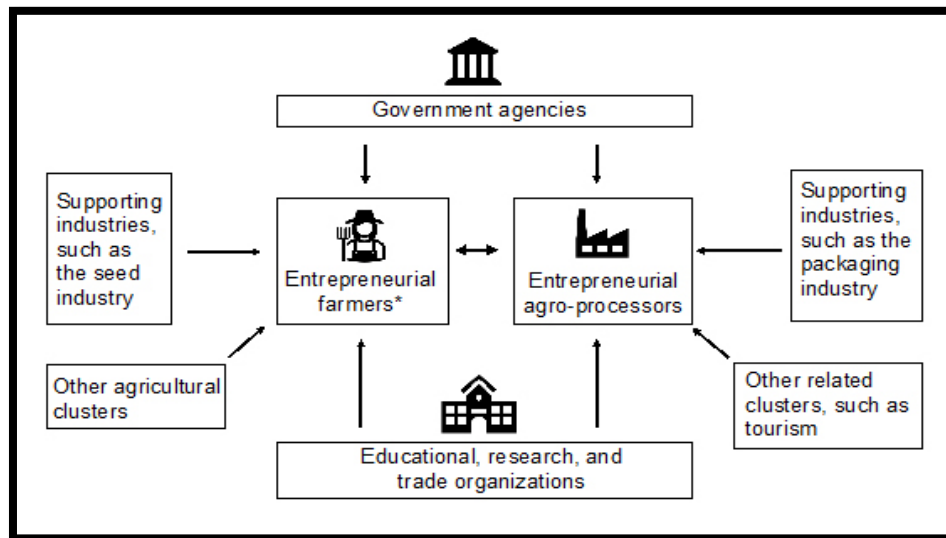 Government agencies
Supporting
industries,
such as
the seed
industry
Entrepreneurial
farmers*
Entrepreneurial
agro-processors
Supporting
industries,
such as the
packaging
industry
Other agricultural
clusters
Other related
clusters, such as
tourism
Educational, research, and
trade organizations